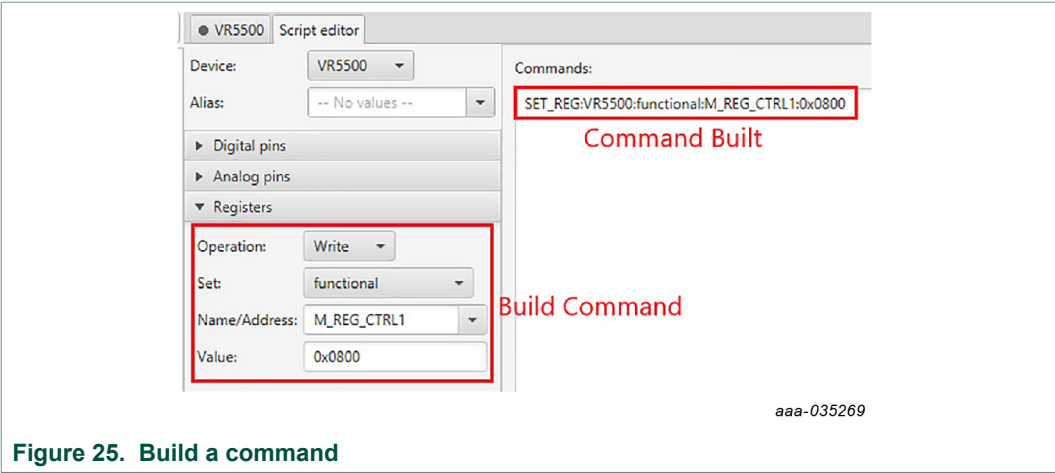 VR5500 Script editor
Device: VR5500
Alias: -- No values --
Digital pins
Analog pins
Registers
Operation: Write
Set: functional
Name/Address: M_REG_CTRL1
Value: 0x0800
Build Command
Commands:
SET_REG:VR5500:functional:M_REG_CTRL1:0x0800
Command Built
aaa-035269
Figure 25. Build a command